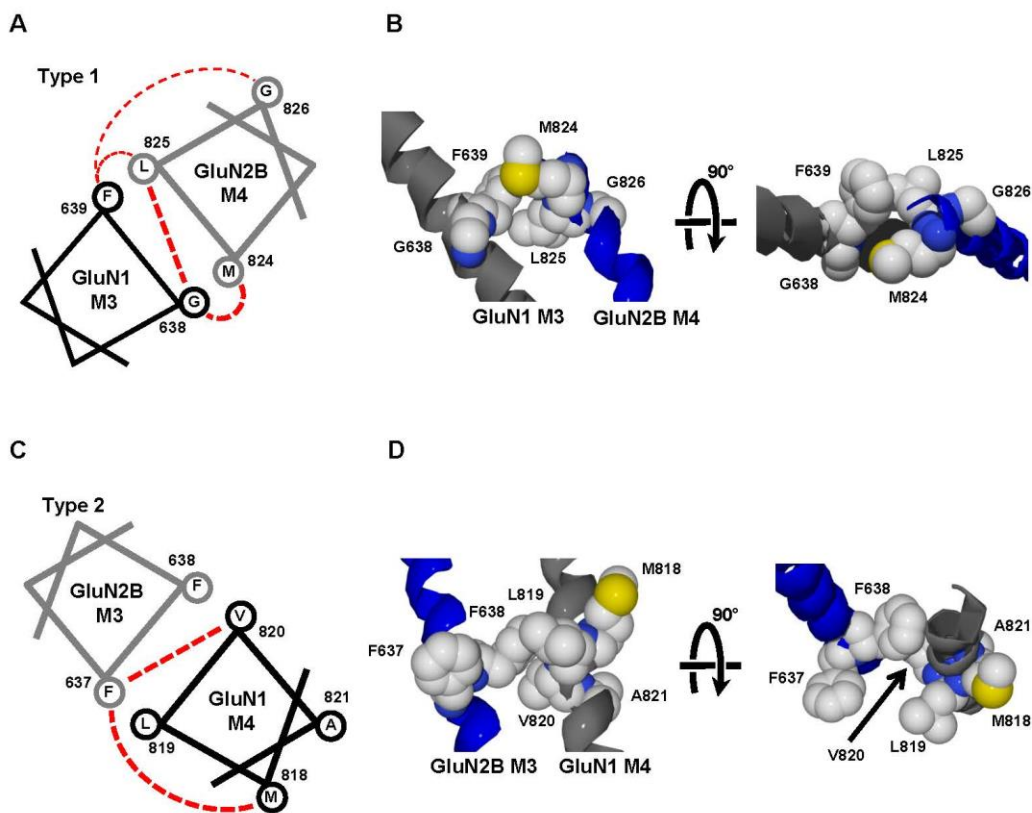 A
Type 1
G
826
825
L
GluN2B
M4
F
639
M
824
GluN1
M3
G
638
B
M824
F639
G826
G638
L825
GluN1 M3
GluN2B M4
90°
F639
L825
G826
G638
M824
C
Type 2
638
GluN2B
M3
F
V
820
637
F
821
GluN1
M4
L
A
819
818
M
D
M818
L819
F638
F637
A821
V820
GluN2B M3
GluN1 M4
90°
F638
A821
F637
M818
L819
V820